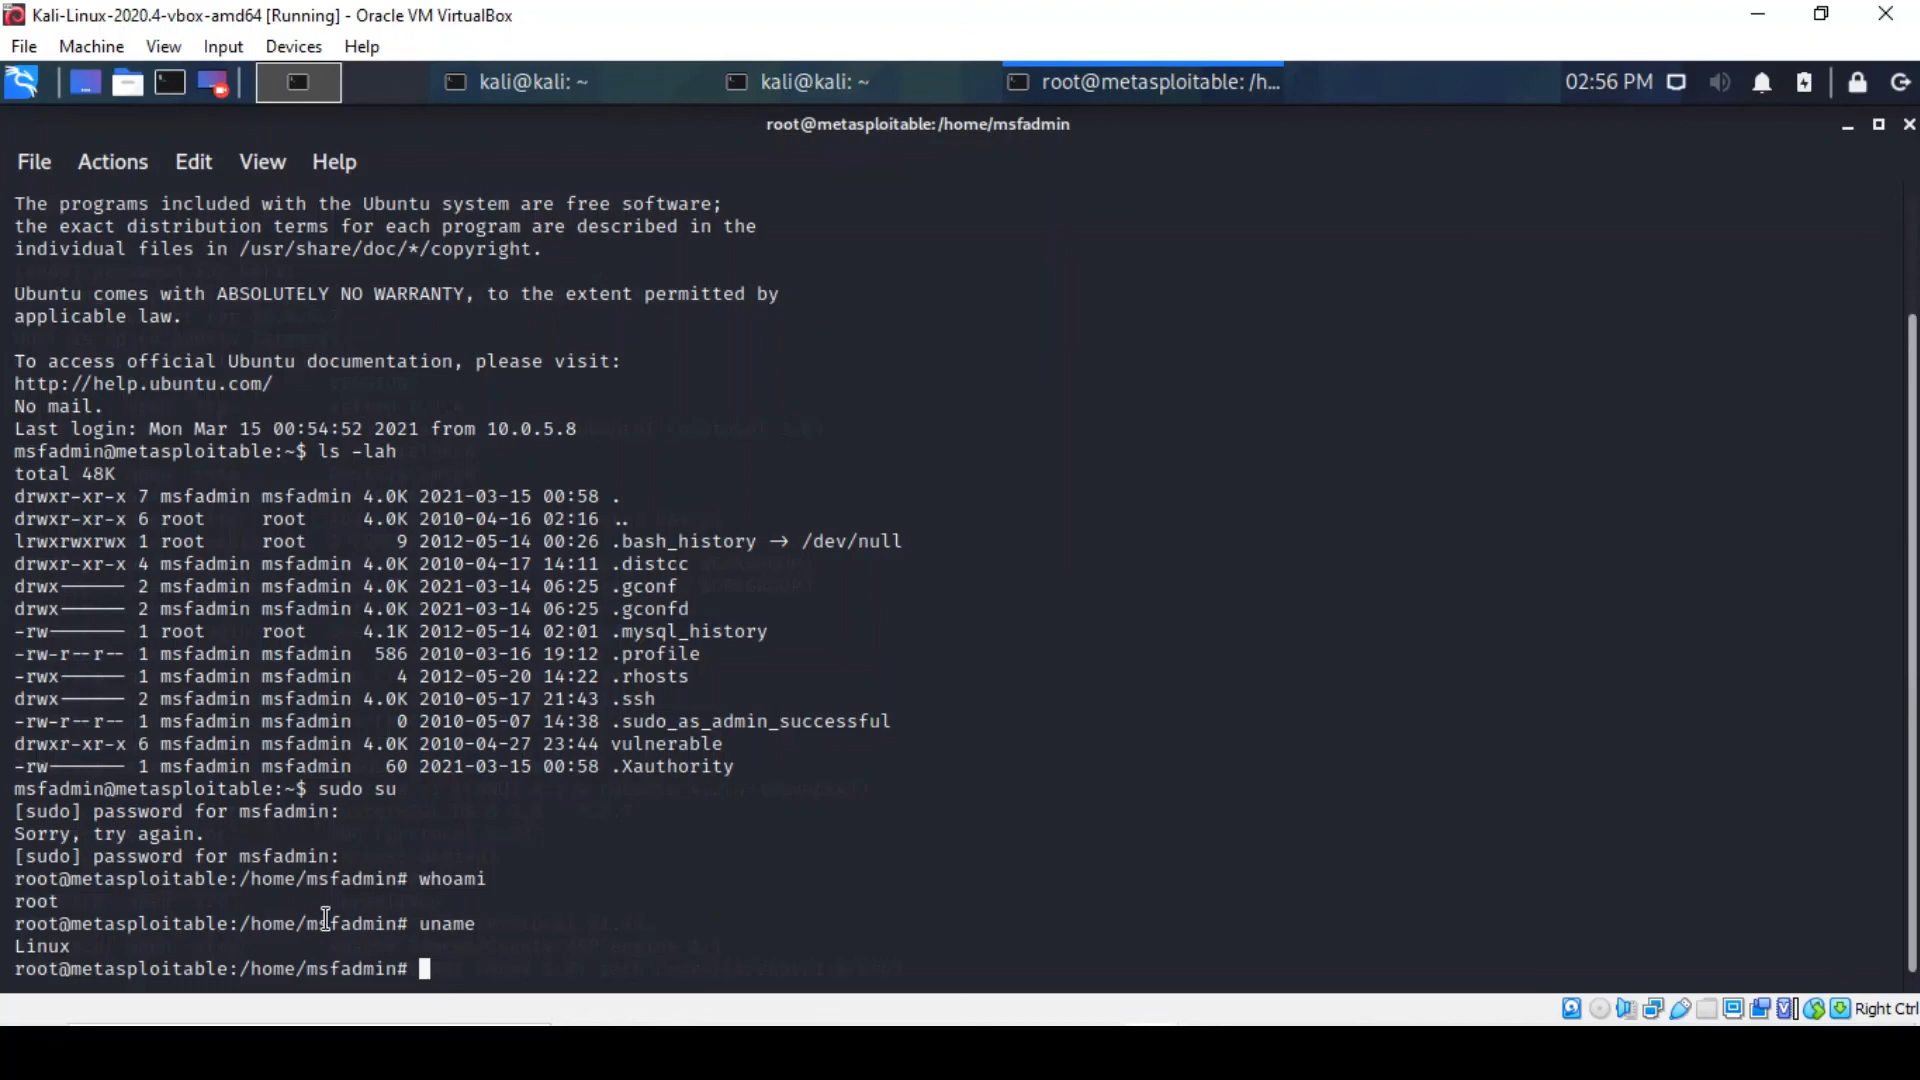 Kali-Linux-2020.4-vbox-amd64 [Running] - Oracle VM VirtualBox
File Machine View Input Devices Help
kali@kali: ~ kali@kali: ~ root@metasploitable: /h... 02:56 PM
root@metasploitable:/home/msfadmin
File Actions Edit View Help
The programs included with the Ubuntu system are free software;
the exact distribution terms for each program are described in the
individual files in /usr/share/doc/*/copyright.
Ubuntu comes with ABSOLUTELY NO WARRANTY, to the extent permitted by
applicable law.
To access official Ubuntu documentation, please visit:
http://help.ubuntu.com/
No mail.
Last login: Mon Mar 15 00:54:52 2021 from 10.0.5.8
msfadmin@metasploitable:~$ ls -lah
total 48K
drwxr-xr-x 7 msfadmin msfadmin 4.0K 2021-03-15 00:58 .
drwxr-xr-x 6 root     root     4.0K 2010-04-16 02:16 ..
lrwxrwxrwx 1 root     root        9 2012-05-14 00:26 .bash_history -> /dev/null
drwxr-xr-x 4 msfadmin msfadmin 4.0K 2010-04-17 14:11 .distcc
drwx------ 2 msfadmin msfadmin 4.0K 2021-03-14 06:25 .gconf
drwx------ 2 msfadmin msfadmin 4.0K 2021-03-14 06:25 .gconfd
-rw------- 1 root     root     4.1K 2012-05-14 02:01 .mysql_history
-rw-r--r-- 1 msfadmin msfadmin  586 2010-03-16 19:12 .profile
-rwx------ 1 msfadmin msfadmin    4 2012-05-20 14:22 .rhosts
drwx------ 2 msfadmin msfadmin 4.0K 2010-05-17 21:43 .ssh
-rw-r--r-- 1 msfadmin msfadmin    0 2010-05-07 14:38 .sudo_as_admin_successful
drwxr-xr-x 6 msfadmin msfadmin 4.0K 2010-04-27 23:44 vulnerable
-rw------- 1 msfadmin msfadmin   60 2021-03-15 00:58 .Xauthority
msfadmin@metasploitable:~$ sudo su
[sudo] password for msfadmin:
Sorry, try again.
[sudo] password for msfadmin:
root@metasploitable:/home/msfadmin# whoami
root
root@metasploitable:/home/msfadmin# uname
Linux
root@metasploitable:/home/msfadmin#
Right Ctrl